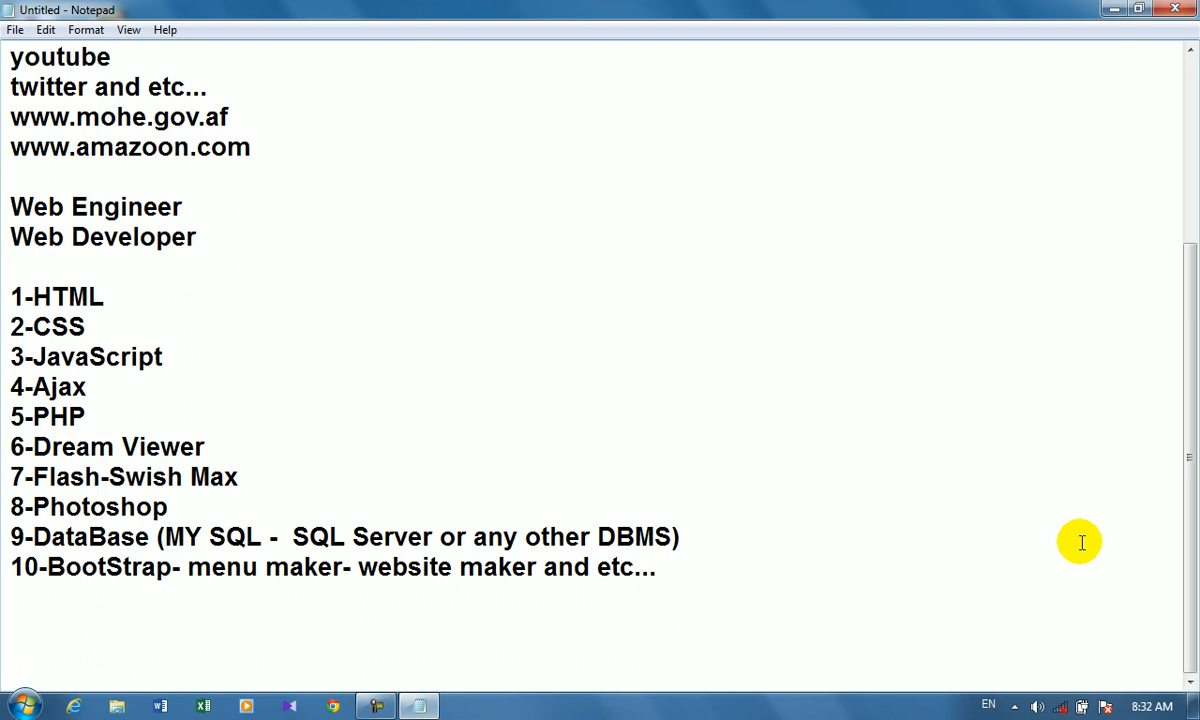 Untitled - Notepad
File Edit Format View Help
youtube
twitter and etc...
www.mohe.gov.af
www.amazoon.com
Web Engineer
Web Developer
1-HTML
2-CSS
3-JavaScript
4-Ajax
5-PHP
6-Dream Viewer
7-Flash-Swish Max
8-Photoshop
9-DataBase (MY SQL -  SQL Server or any other DBMS)
10-BootStrap- menu maker- website maker and etc...
EN 8:32 AM